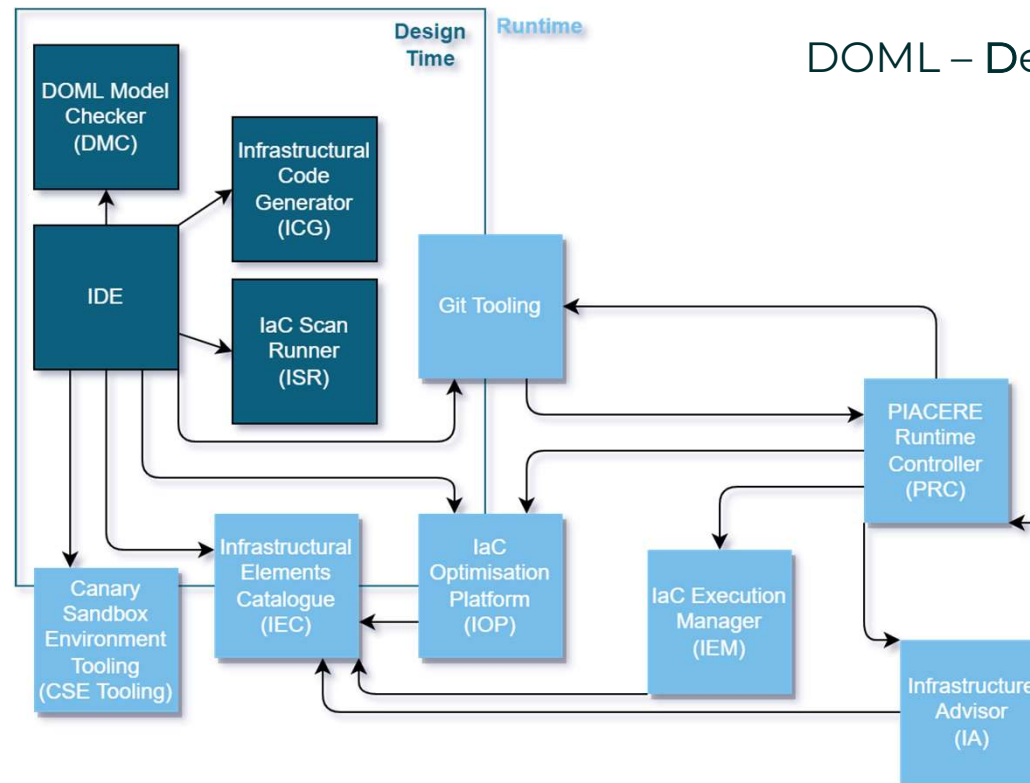 Design
Time
Runtime
DOML – De
DOML Model
Checker
(DMC)
Infrastructural
Code
Generator
(ICG)
IDE
IaC Scan
Runner
(ISR)
Git Tooling
PIACERE
Runtime
Controller
(PRC)
Canary
Sandbox
Environment
Tooling
(CSE Tooling)
Infrastructural
Elements
Catalogue
(IEC)
IaC
Optimisation
Platform
(IOP)
IaC Execution
Manager
(IEM)
Infrastructure
Advisor
(IA)